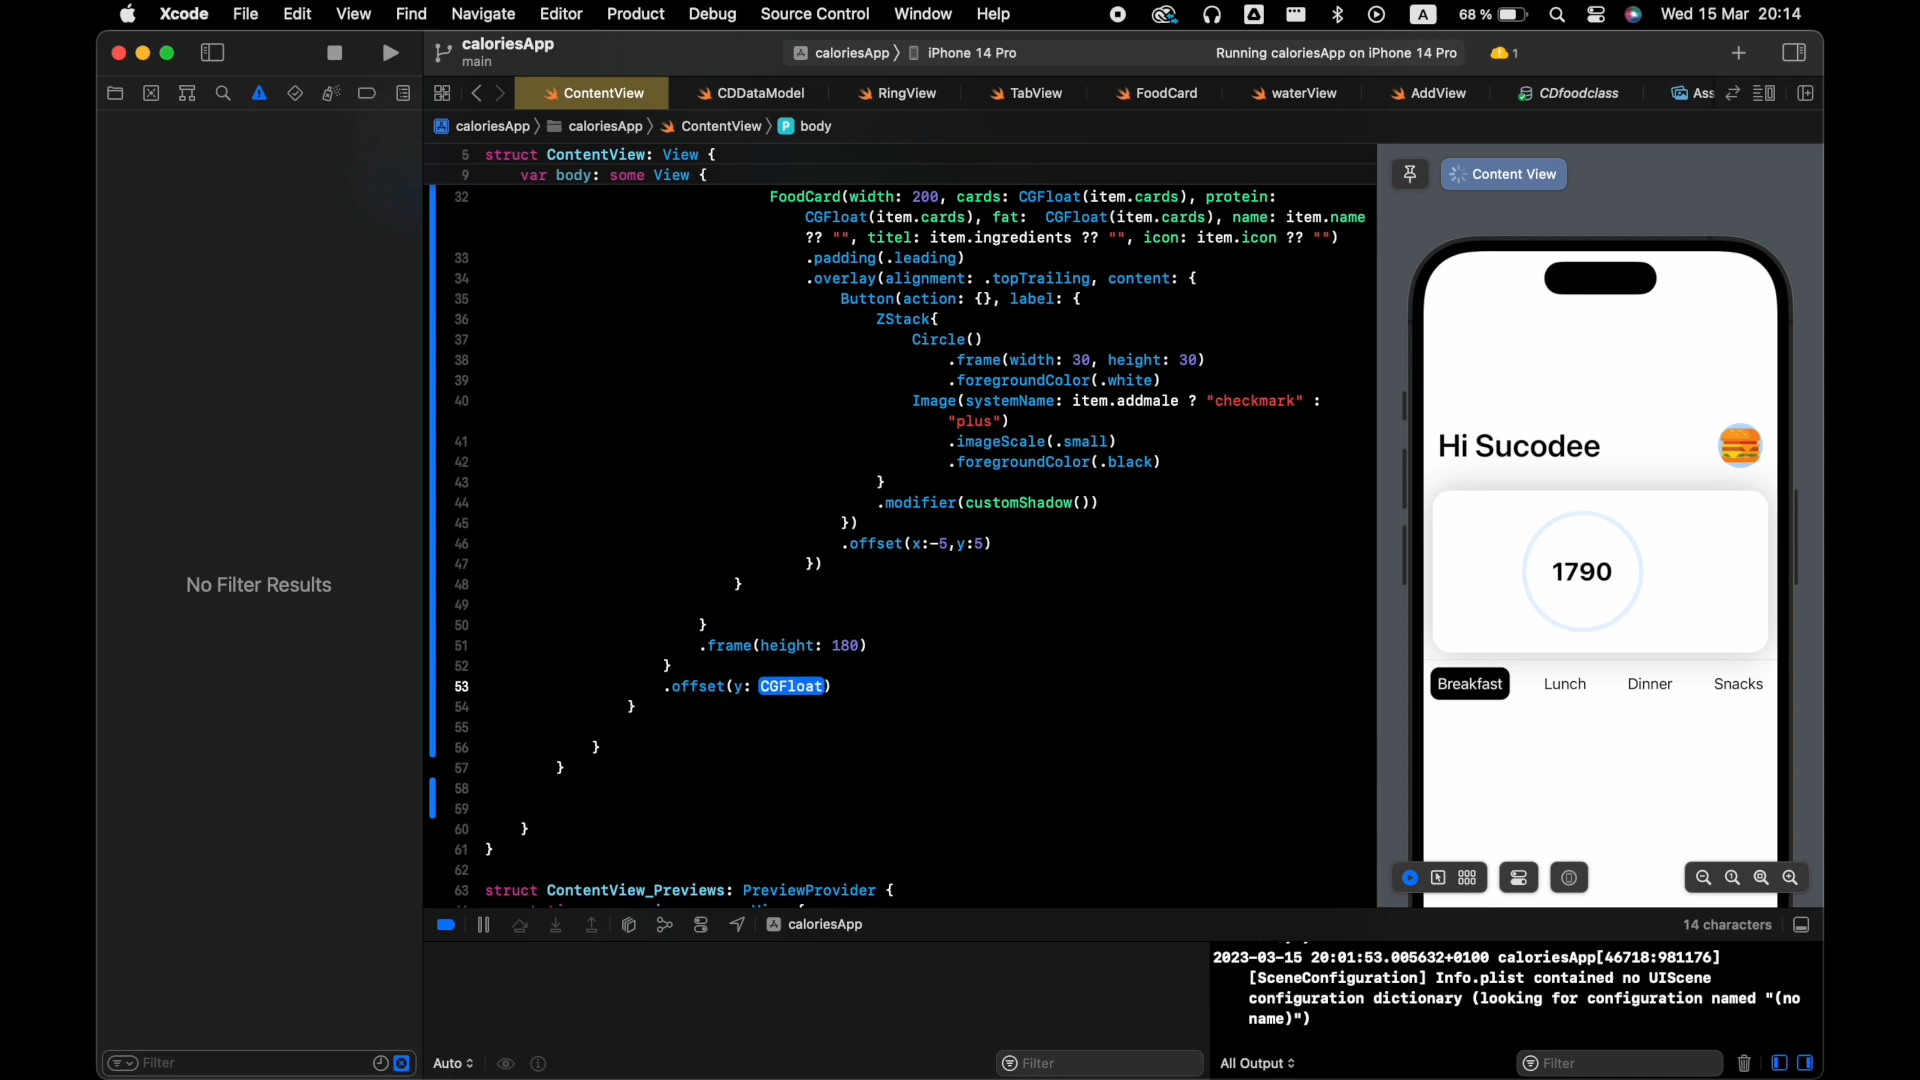 Xcode File Edit View Find Navigate Editor Product Debug Source Control Window Help A 68 % Wed 15 Mar 20:14
caloriesApp
main
caloriesApp iPhone 14 Pro Running caloriesApp on iPhone 14 Pro 1
ContentView CDDataModel RingView TabView FoodCard waterView AddView CDfoodclass Ass
caloriesApp caloriesApp ContentView P body
5 struct ContentView: View {
9 var body: some View {
32 FoodCard(width: 200, cards: CGFloat(item.cards), protein:
CGFloat(item.cards), fat: CGFloat(item.cards), name: item.name
?? "", titel: item.ingredients ?? "", icon: item.icon ?? "")
33 .padding(.leading)
34 .overlay(alignment: .topTrailing, content: {
35 Button(action: {}, label: {
36 ZStack{
37 Circle()
38 .frame(width: 30, height: 30)
39 .foregroundColor(.white)
40 Image(systemName: item.addmale ? "checkmark" :
"plus")
41 .imageScale(.small)
42 .foregroundColor(.black)
43 }
44 .modifier(customShadow())
45 })
46 .offset(x:-5,y:5)
47 })
48 }
49
50 }
51 .frame(height: 180)
52 }
53 .offset(y: CGFloat)
54 }
55
56 }
57 }
58
59
60 }
61 }
62
63 struct ContentView_Previews: PreviewProvider {
No Filter Results
Content View
Hi Sucodee
1790
Breakfast Lunch Dinner Snacks
caloriesApp 14 characters
2023-03-15 20:01:53.005632+0100 caloriesApp[46718:981176]
[SceneConfiguration] Info.plist contained no UIScene
configuration dictionary (looking for configuration named "(no
name)")
Filter Auto Filter All Output Filter